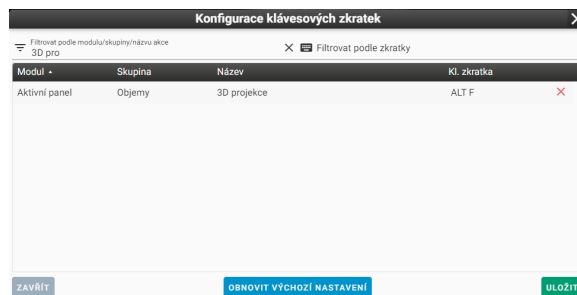 Konfigurace klávesových zkratek
Filtrovat podle modulu/skupiny/názvu akce
3D pro
Filtrovat podle zkratky
Modul Skupina Název Kl. zkratka
Aktivní panel Objemy 3D projekce ALT F
ZAVŘÍT OBNOVIT VÝCHOZÍ NASTAVENÍ ULOŽIT